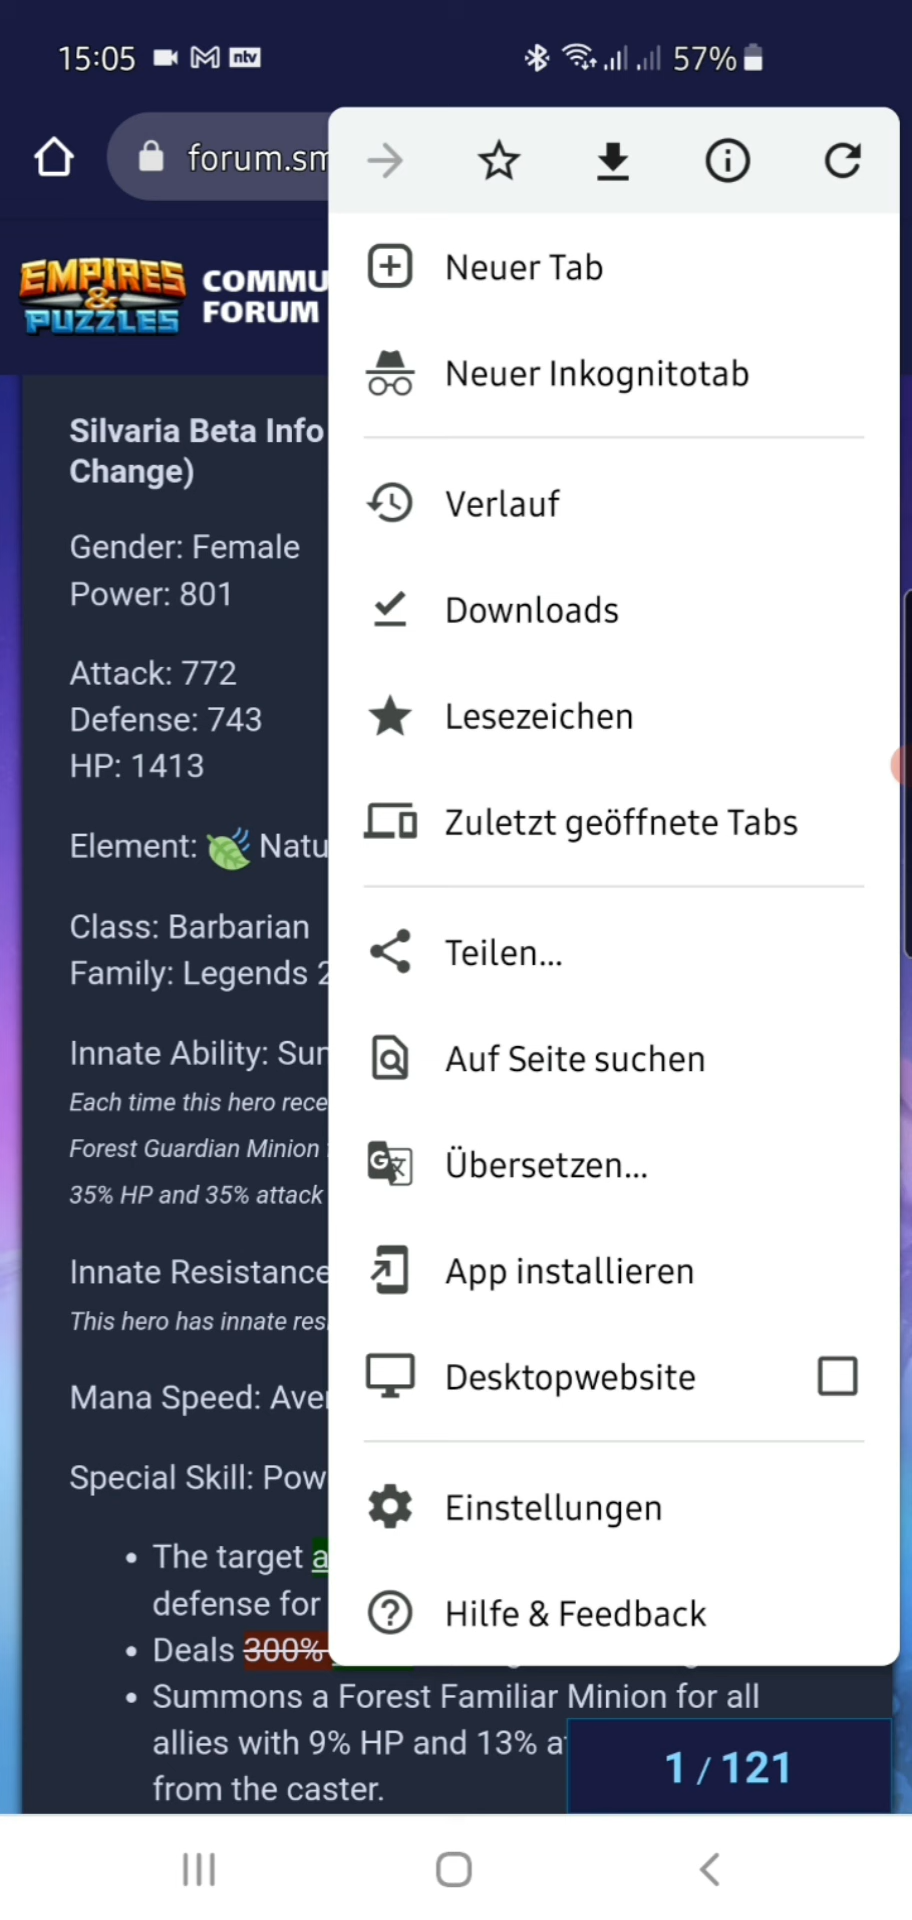 15:05 ntv 57%
forum.sm
EMPIRES & PUZZLES
COMMU
FORUM
Neuer Tab
Neuer Inkognitotab
Verlauf
Downloads
Lesezeichen
Zuletzt geöffnete Tabs
Teilen...
Auf Seite suchen
Übersetzen...
App installieren
Desktopwebsite
Einstellungen
Hilfe & Feedback
Silvaria Beta Info
Change)
Gender: Female
Power: 801
Attack: 772
Defense: 743
HP: 1413
Element: Natu
Class: Barbarian
Family: Legends 2
Innate Ability: Sum
Each time this hero rece
Forest Guardian Minion
35% HP and 35% attack
Innate Resistance
This hero has innate res
Mana Speed: Aver
Special Skill: Pow
• The target a
defense for
• Deals 300%
• Summons a Forest Familiar Minion for all
allies with 9% HP and 13% at
from the caster.
1 / 121